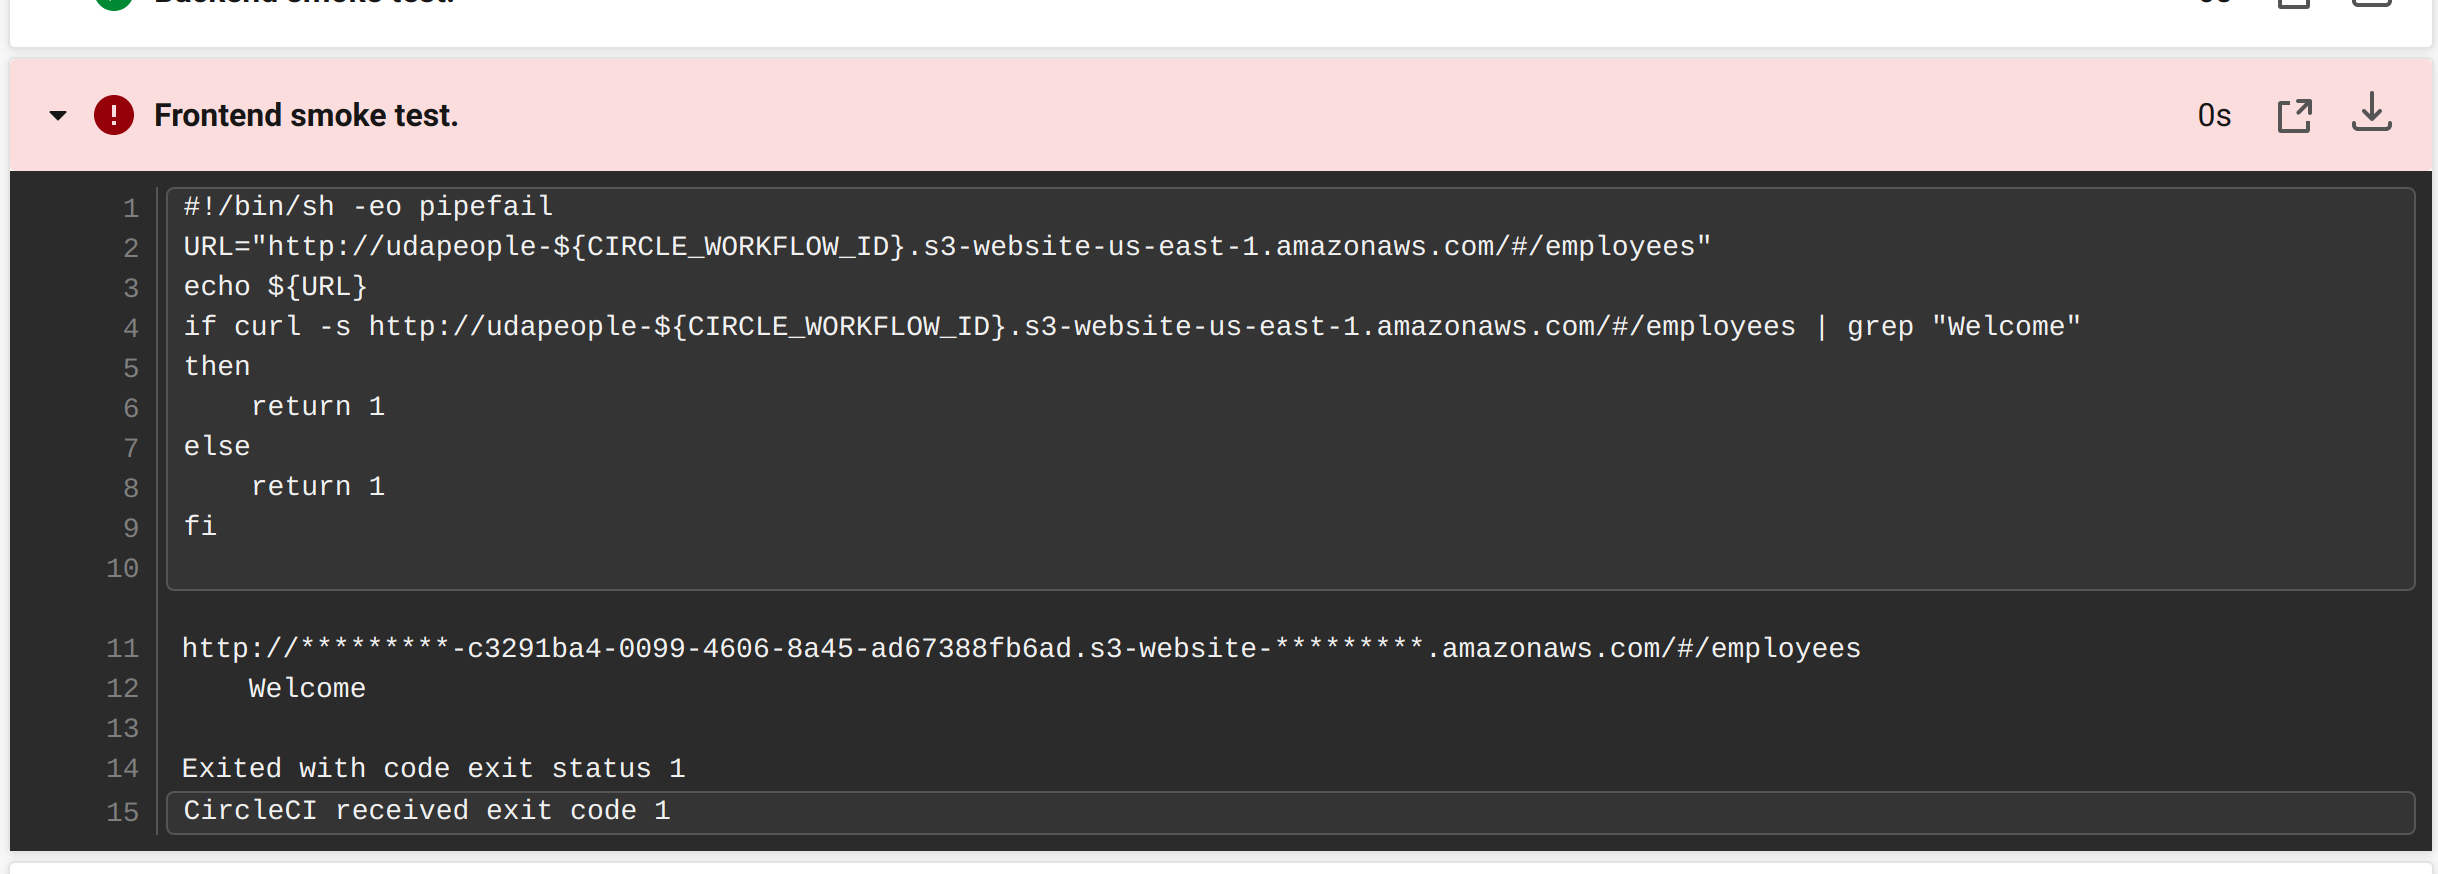 Backend smoke test.
0s
Frontend smoke test.
0s
1 #!/bin/sh -eo pipefail
2 URL="http://udapeople-${CIRCLE_WORKFLOW_ID}.s3-website-us-east-1.amazonaws.com/#/employees"
3 echo ${URL}
4 if curl -s http://udapeople-${CIRCLE_WORKFLOW_ID}.s3-website-us-east-1.amazonaws.com/#/employees | grep "Welcome"
5 then
6     return 1
7 else
8     return 1
9 fi
10
11 http://*********-c3291ba4-0099-4606-8a45-ad67388fb6ad.s3-website-*********.amazonaws.com/#/employees
12     Welcome
13
14 Exited with code exit status 1
15 CircleCI received exit code 1